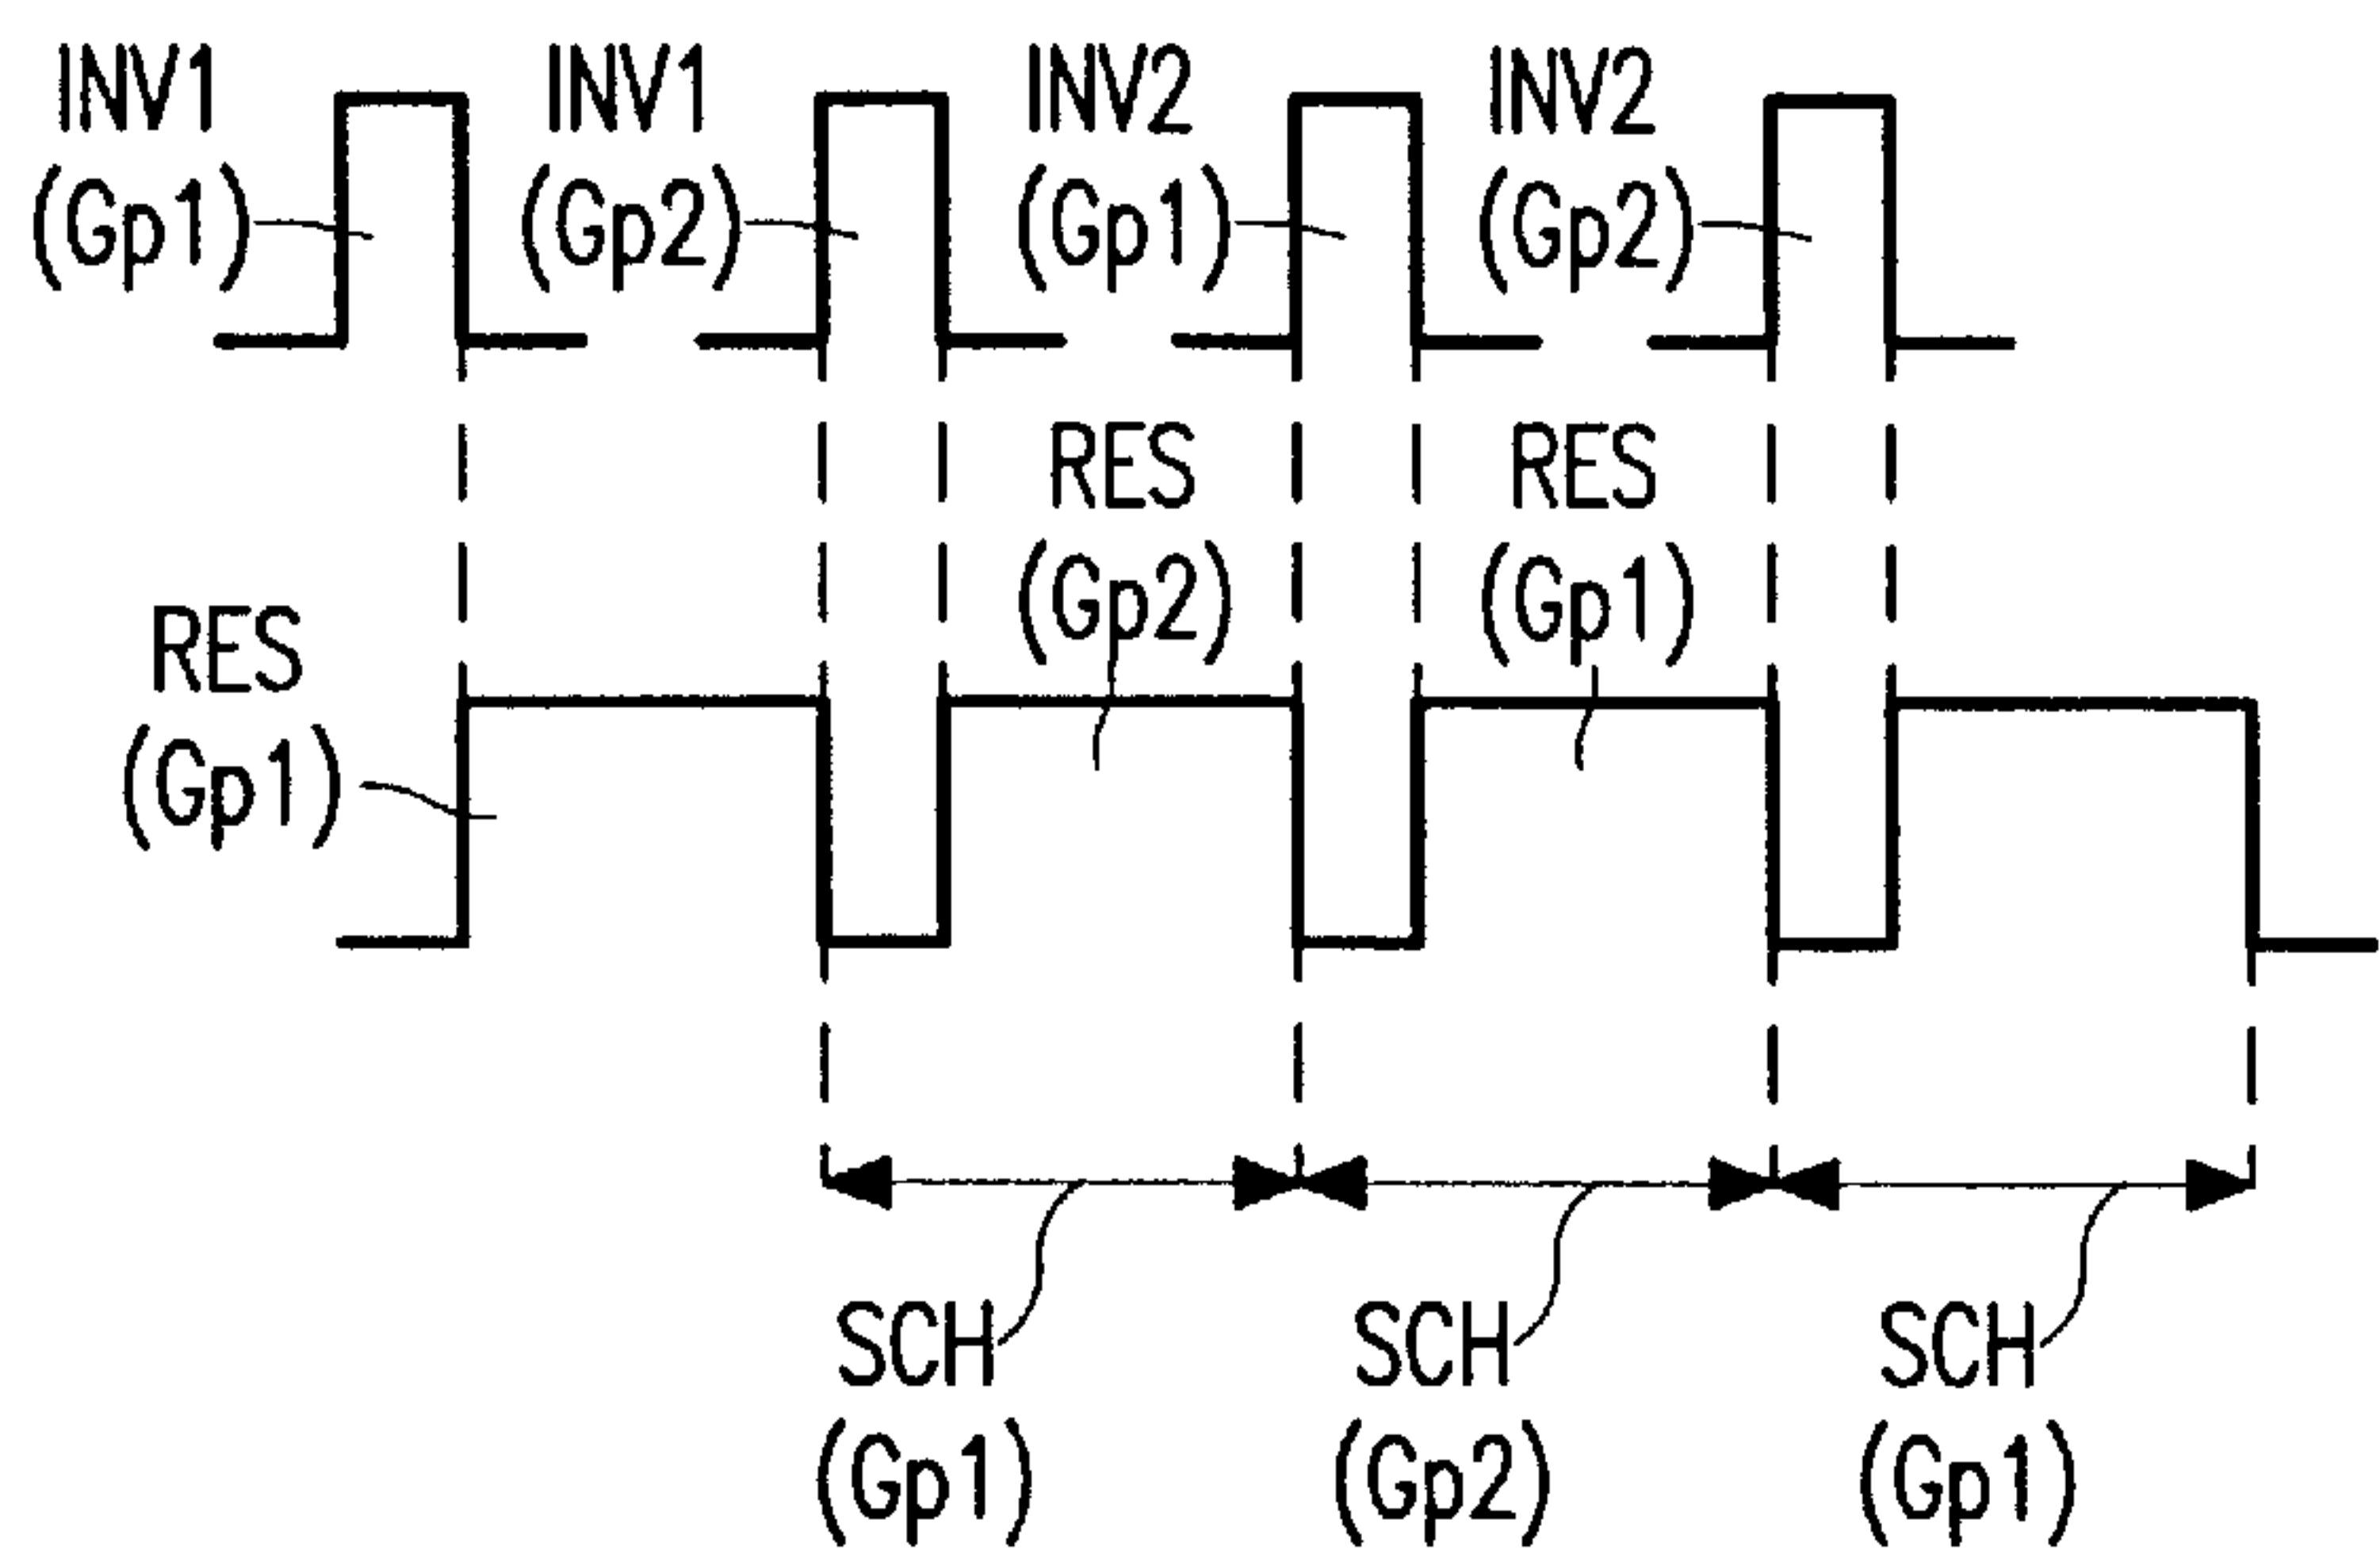 INV1
(Gp1)
INV1
(Gp2)
INV2
(Gp1)
INV2
(Gp2)
RES
(Gp1)
RES
(Gp2)
RES
(Gp1)
SCH
(Gp1)
SCH
(Gp2)
SCH
(Gp1)